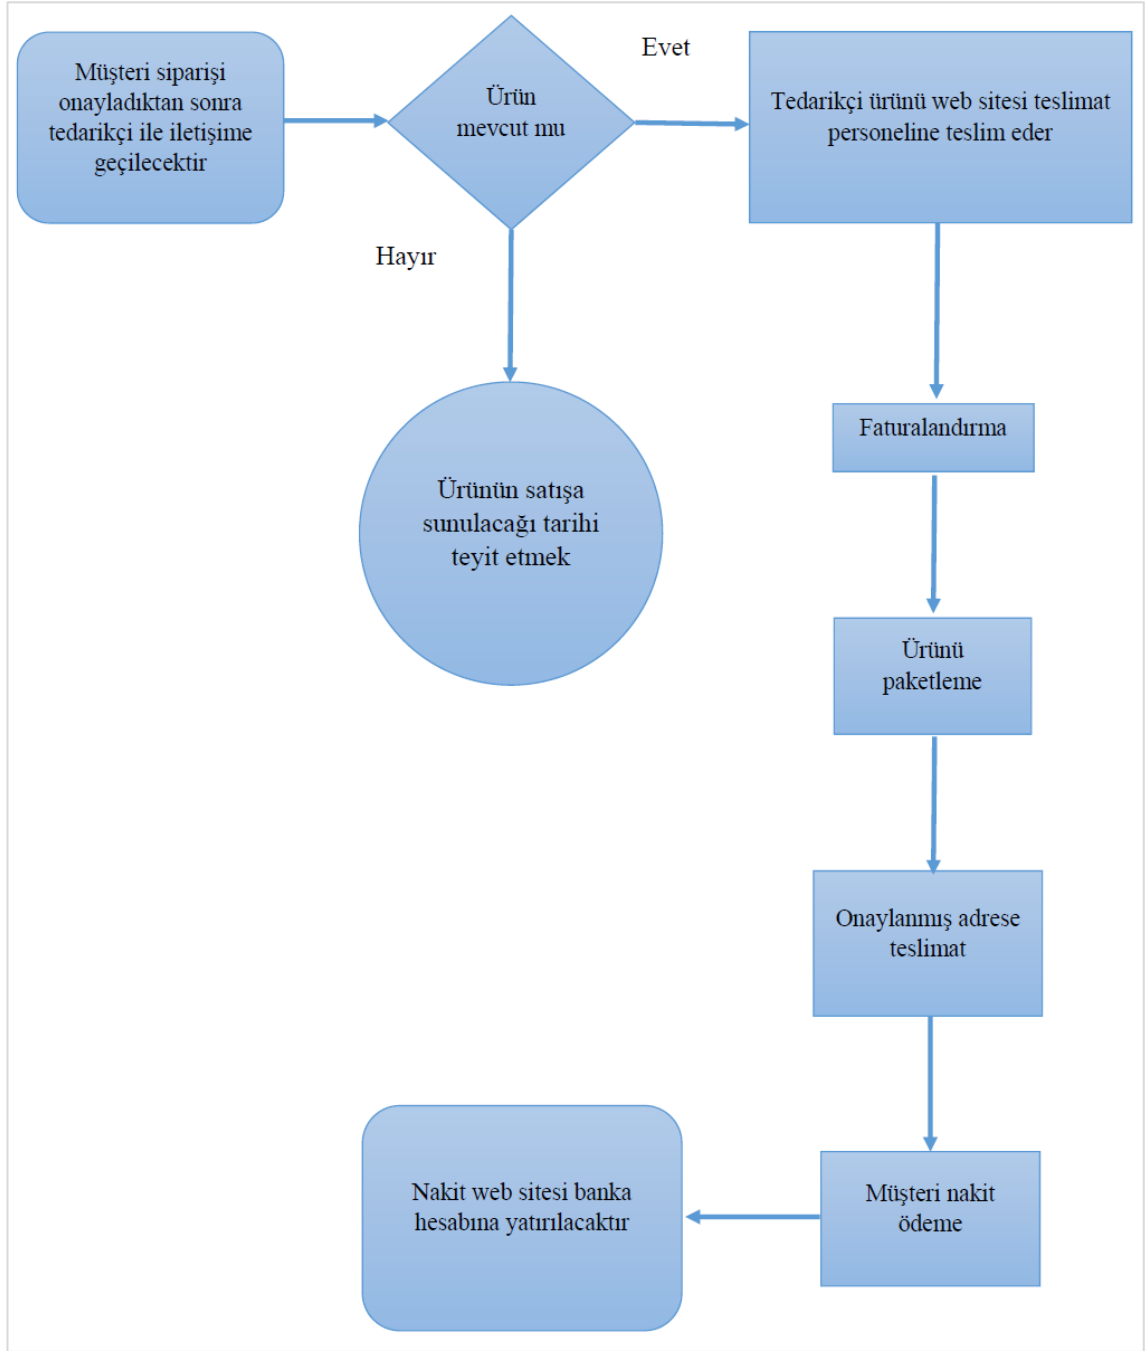 Müşteri siparişi
onayladıktan sonra
tedarikçi ile iletişime
geçilecektir
Ürün
mevcut mu
Evet
Tedarikçi ürünü web sitesi teslimat
personeline teslim eder
Hayır
Ürünün satışa
sunulacağı tarihi
teyit etmek
Faturalandırma
Ürünü
paketleme
Onaylanmış adrese
teslimat
Müşteri nakit
ödeme
Nakit web sitesi banka
hesabına yatırılacaktır